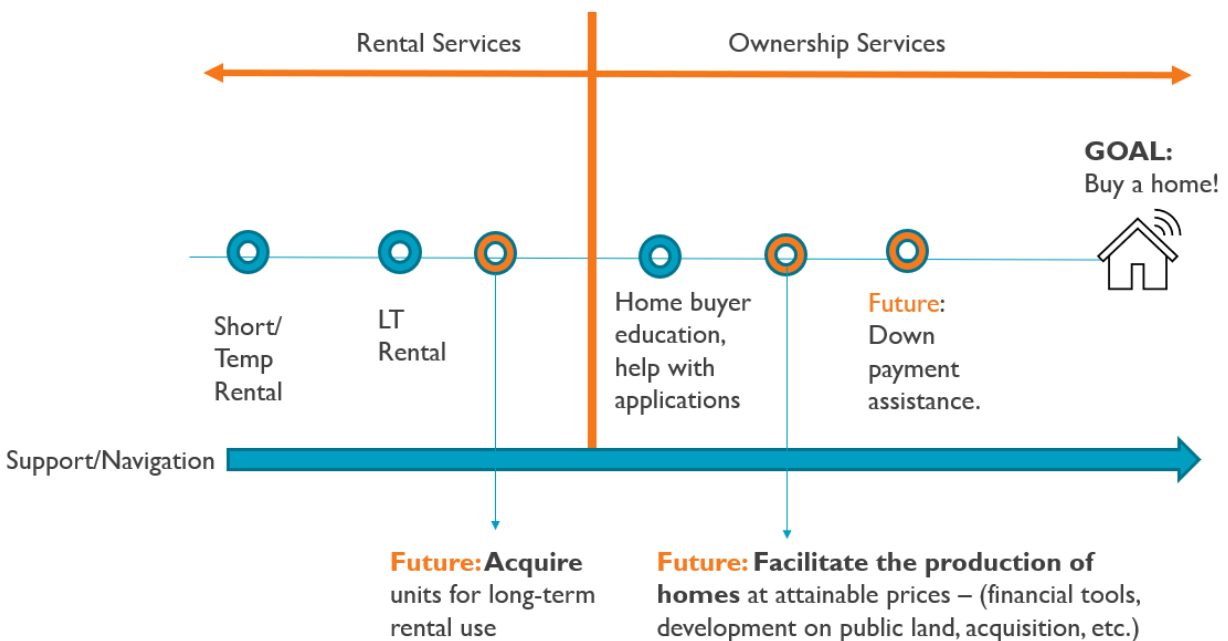 Rental Services
Ownership Services
GOAL:
Buy a home!
Short/
Temp
Rental
LT
Rental
Home buyer
education,
help with
applications
Future:
Down
payment
assistance.
Support/Navigation
Future: Acquire
units for long-term
rental use
Future: Facilitate the production of
homes at attainable prices – (financial tools,
development on public land, acquisition, etc.)